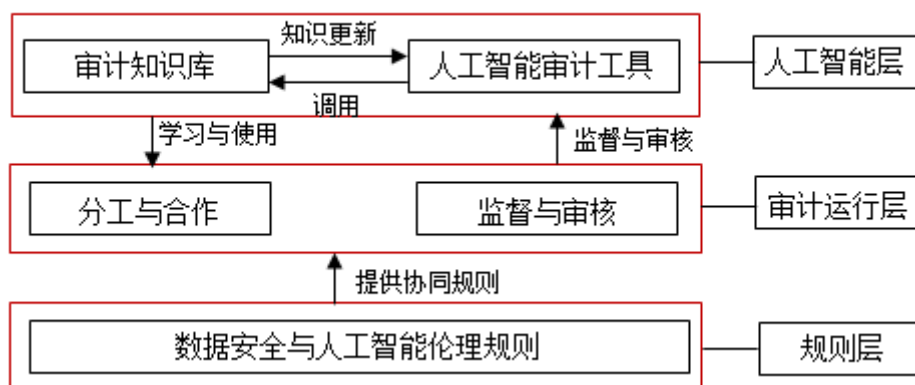 知识更新
审计知识库
人工智能审计工具
人工智能层
调用
学习与使用
监督与审核
分工与合作
监督与审核
审计运行层
提供协同规则
数据安全与人工智能伦理规则
规则层